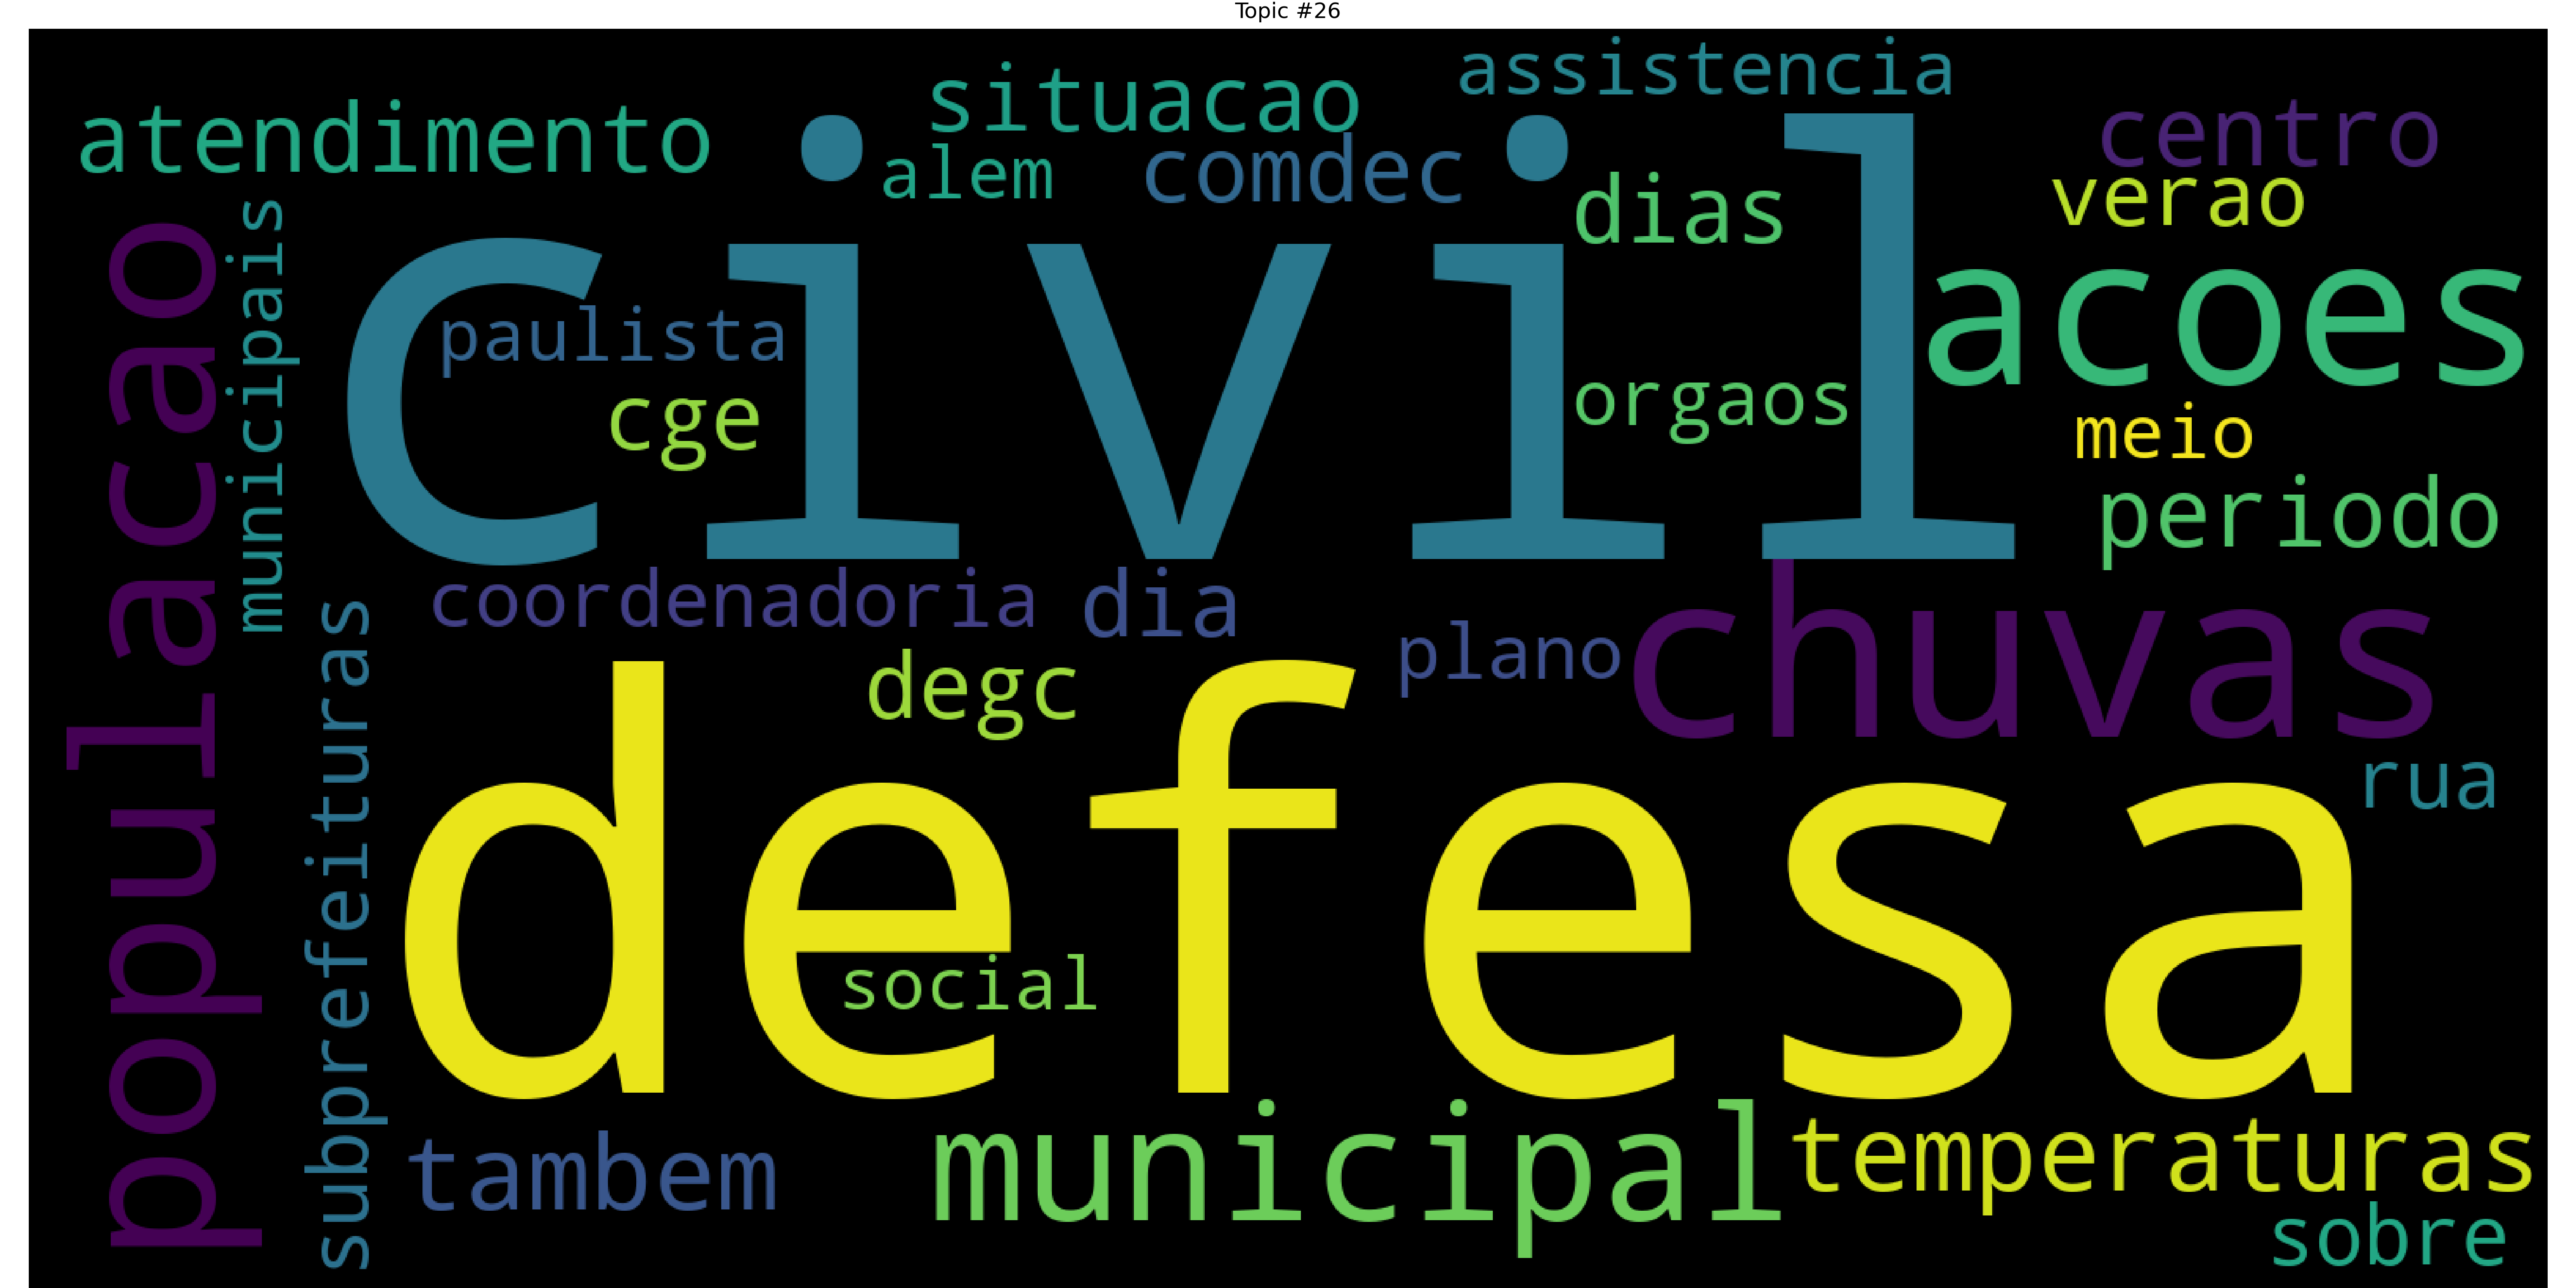 Topic #26
assistencia
situacao
atendimento
centro
alem
comdec
dias
verao
civil
municipais
populacao
acoes
paulista
cge
orgaos
meio
periodo
coordenadoria
dia
plano
chuvas
degc
subprefeituras
defesa
rua
social
tambem
municipal
temperaturas
sobre